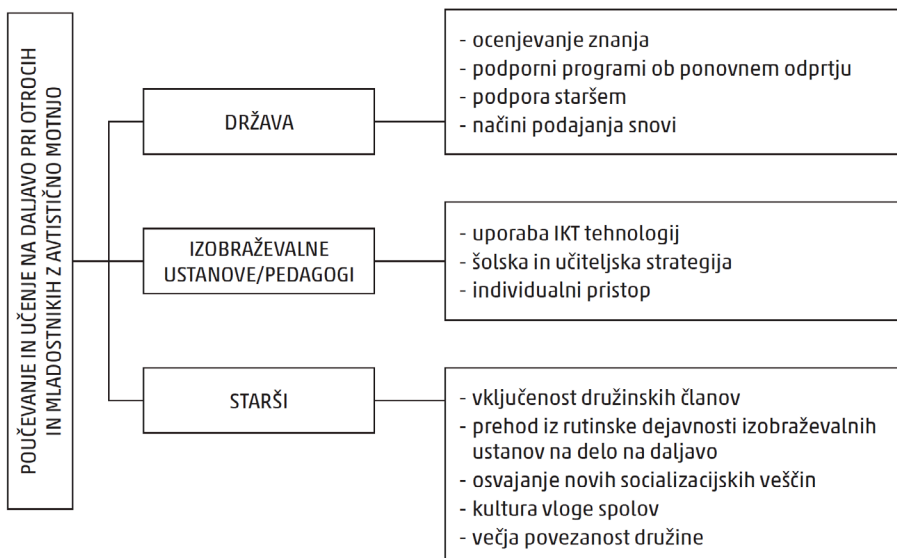 POUČEVANJE IN UČENJE NA DALJAVO PRI OTROCIH
IN MLADOSTNIKIH Z AVTISTIČNO MOTNJO
DRŽAVA
- ocenjevanje znanja
- podporni programi ob ponovnem odprtju
- podpora staršem
- načini podajanja snovi
IZOBRAŽEVALNE
USTANOVE/PEDAGOGI
- uporaba IKT tehnologij
- šolska in učiteljska strategija
- individualni pristop
STARŠI
- vključenost družinskih članov
- prehod iz rutinske dejavnosti izobraževalnih
ustanov na delo na daljavo
- osvajanje novih socializacijskih veščin
- kultura vloge spolov
- večja povezanost družine